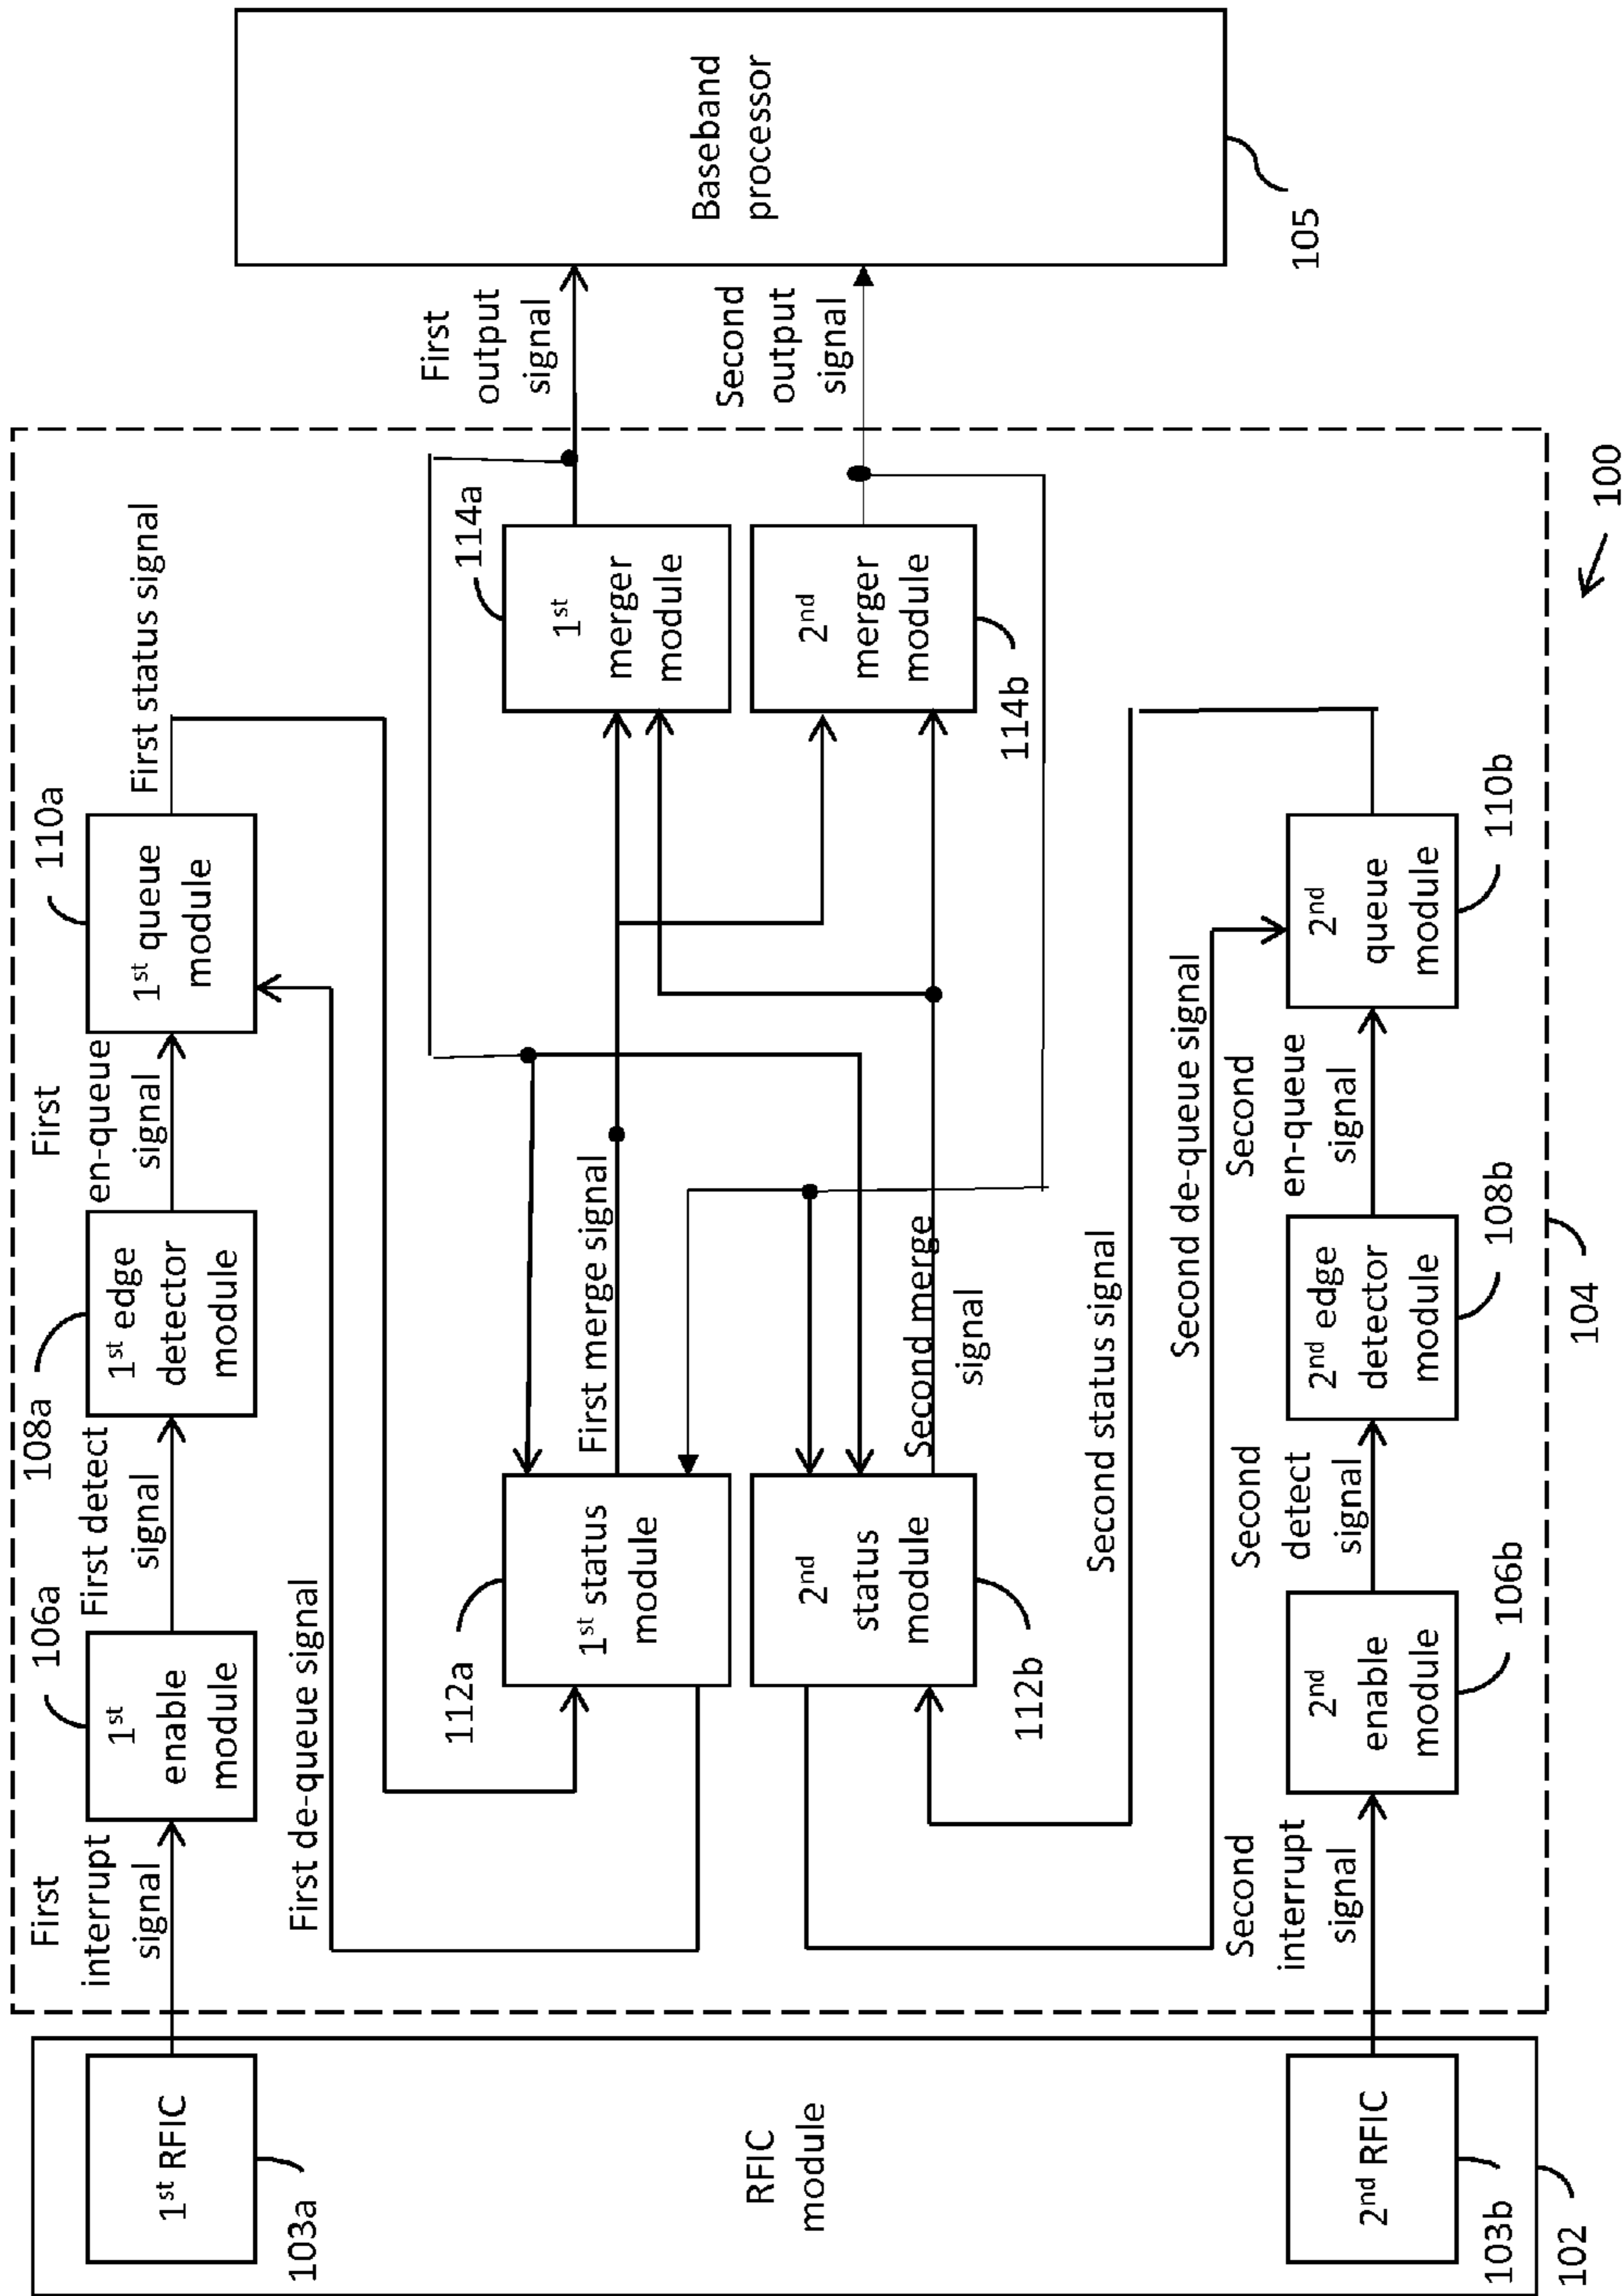 First
interrupt
signal
106a
First detect
signal
108a
First
en-queue
signal
110a
First status signal
1st RFIC
103a
1st
enable
module
1st edge
detector
module
1st queue
module
First de-queue signal
112a
1st status
module
First merge signal
114a
1st
merger
module
First
output
signal
Baseband
processor
105
RFIC
module
2nd
status
module
112b
Second merge
signal
2nd
merger
module
114b
Second
output
signal
Second status signal
Second de-queue signal
Second
interrupt
signal
Second
detect
signal
Second
en-queue
signal
2nd RFIC
103b
102
2nd
enable
module
106b
2nd edge
detector
module
108b
2nd
queue
module
110b
104
100